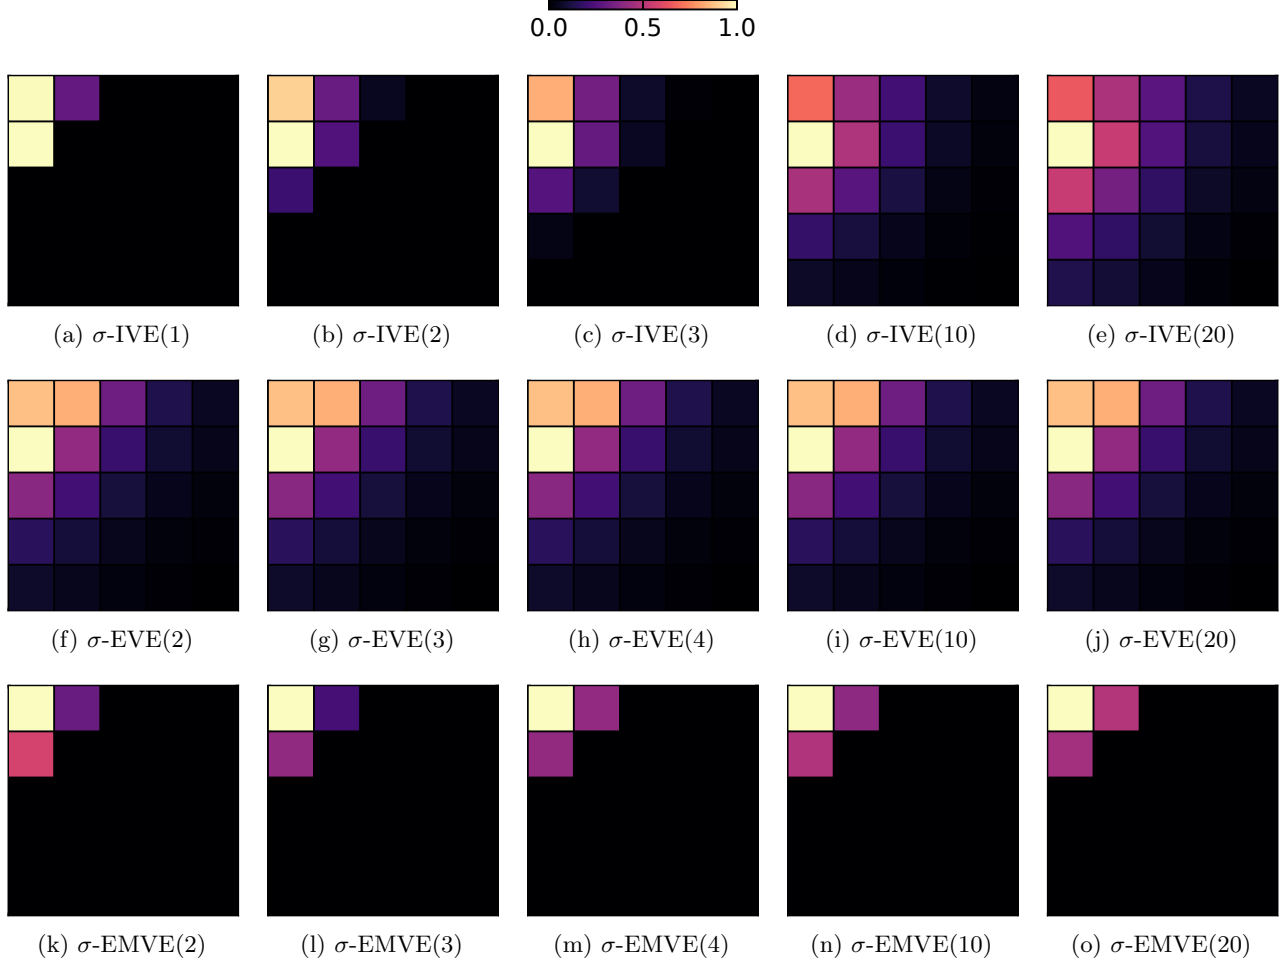 0.0 0.5 1.0
(a) σ-IVE(1) (b) σ-IVE(2) (c) σ-IVE(3) (d) σ-IVE(10) (e) σ-IVE(20)
(f) σ-EVE(2) (g) σ-EVE(3) (h) σ-EVE(4) (i) σ-EVE(10) (j) σ-EVE(20)
(k) σ-EMVE(2) (l) σ-EMVE(3) (m) σ-EMVE(4) (n) σ-EMVE(10) (o) σ-EMVE(20)